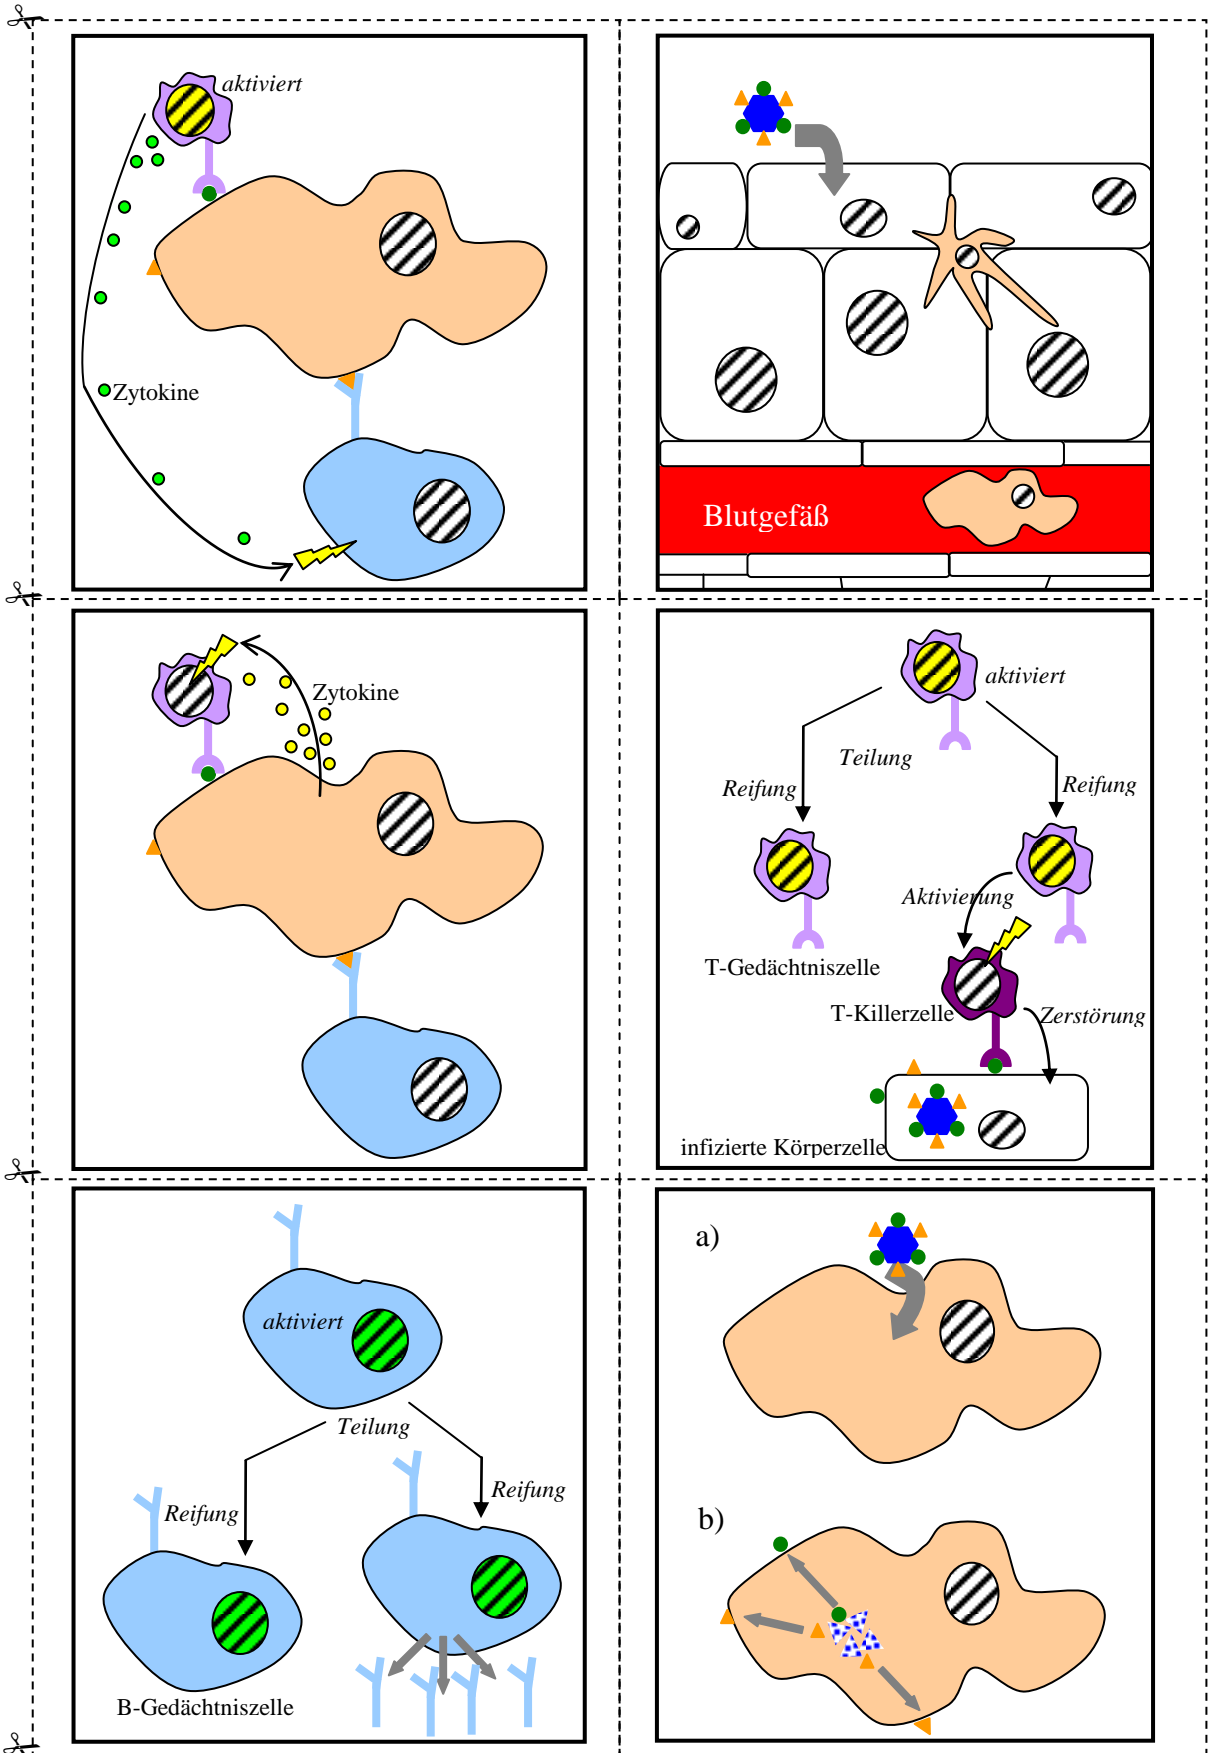 aktiviert
Zytokine
Blutgefäß
Zytokine
aktiviert
Teilung
Reifung
Reifung
Aktivierung
T-Gedächtniszelle
T-Killerzelle
Zerstörung
infizierte Körperzelle
aktiviert
Teilung
Reifung
Reifung
B-Gedächtniszelle
a)
b)